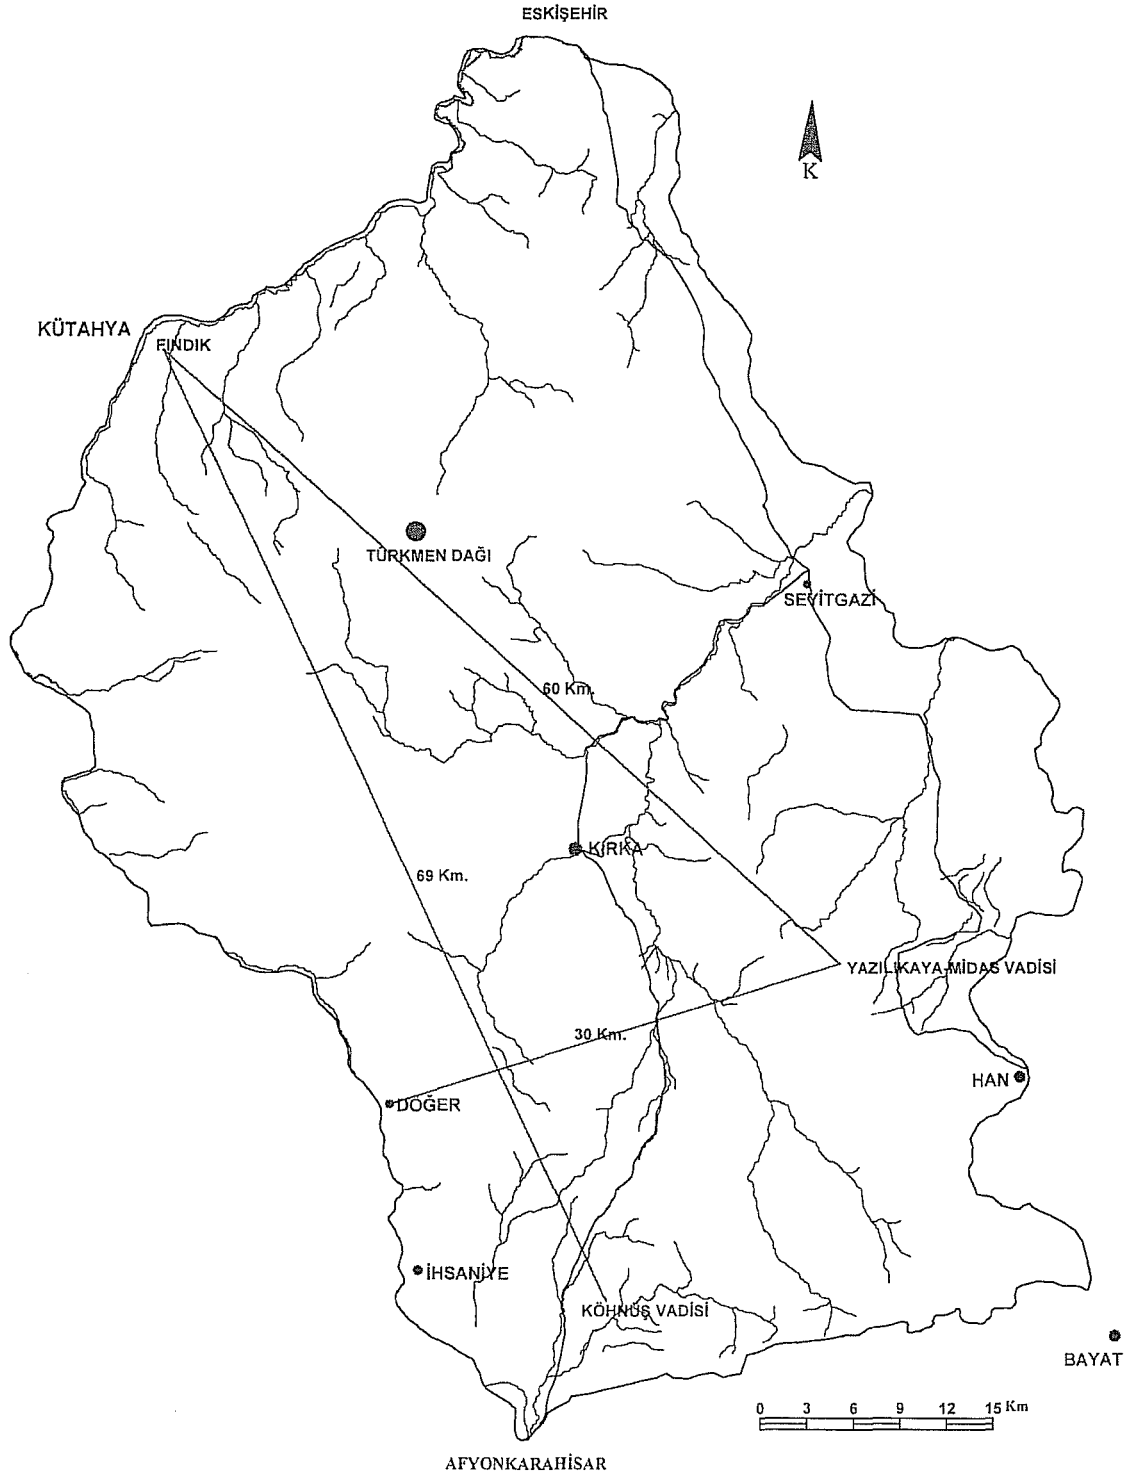 ESKİŞEHİR
K
KÜTAHYA
FINDIK
TÜRKMEN DAĞI
SEYİTGAZİ
60 Km.
KIRKA
69 Km.
YAZILIKAYA-MİDAS VADİSİ
30 Km.
HAN
DÖĞER
İHSANİYE
KÖHNÜŞ VADİSİ
BAYAT
0 3 6 9 12 15 Km
AFYONKARAHİSAR